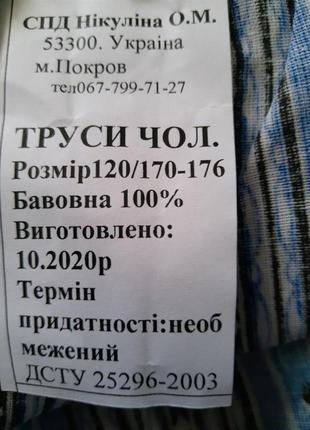 СПД Нікуліна О.М.
53300. Україна
м.Покров
тел067-799-71-27
ТРУСИ ЧОЛ.
Розмір120/170-176
Бавовна 100%
Виготовлено:
10.2020р
Термін
придатності:необ
межений
ДСТУ 25296-2003